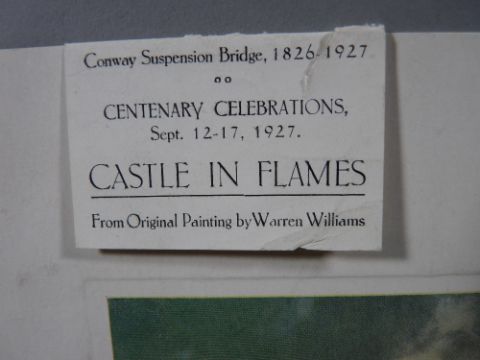 Conway Suspension Bridge, 1826-1927
oo
CENTENARY CELEBRATIONS,
Sept. 12-17, 1927.
CASTLE IN FLAMES
From Original Painting by Warren Williams